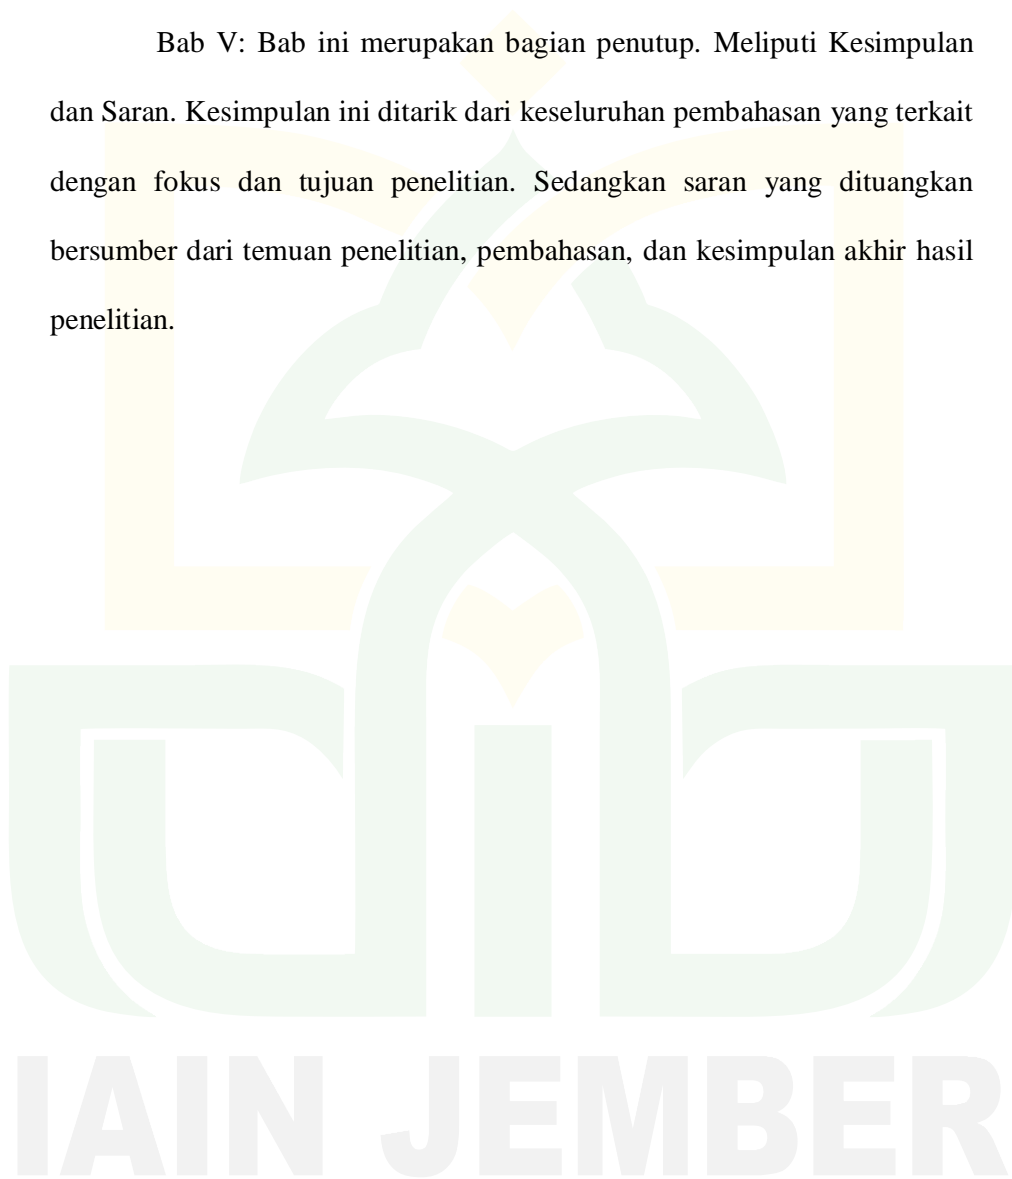 Bab V: Bab ini merupakan bagian penutup. Meliputi Kesimpulan
dan Saran. Kesimpulan ini ditarik dari keseluruhan pembahasan yang terkait
dengan fokus dan tujuan penelitian. Sedangkan saran yang dituangkan
bersumber dari temuan penelitian, pembahasan, dan kesimpulan akhir hasil
penelitian.
IAIN JEMBER